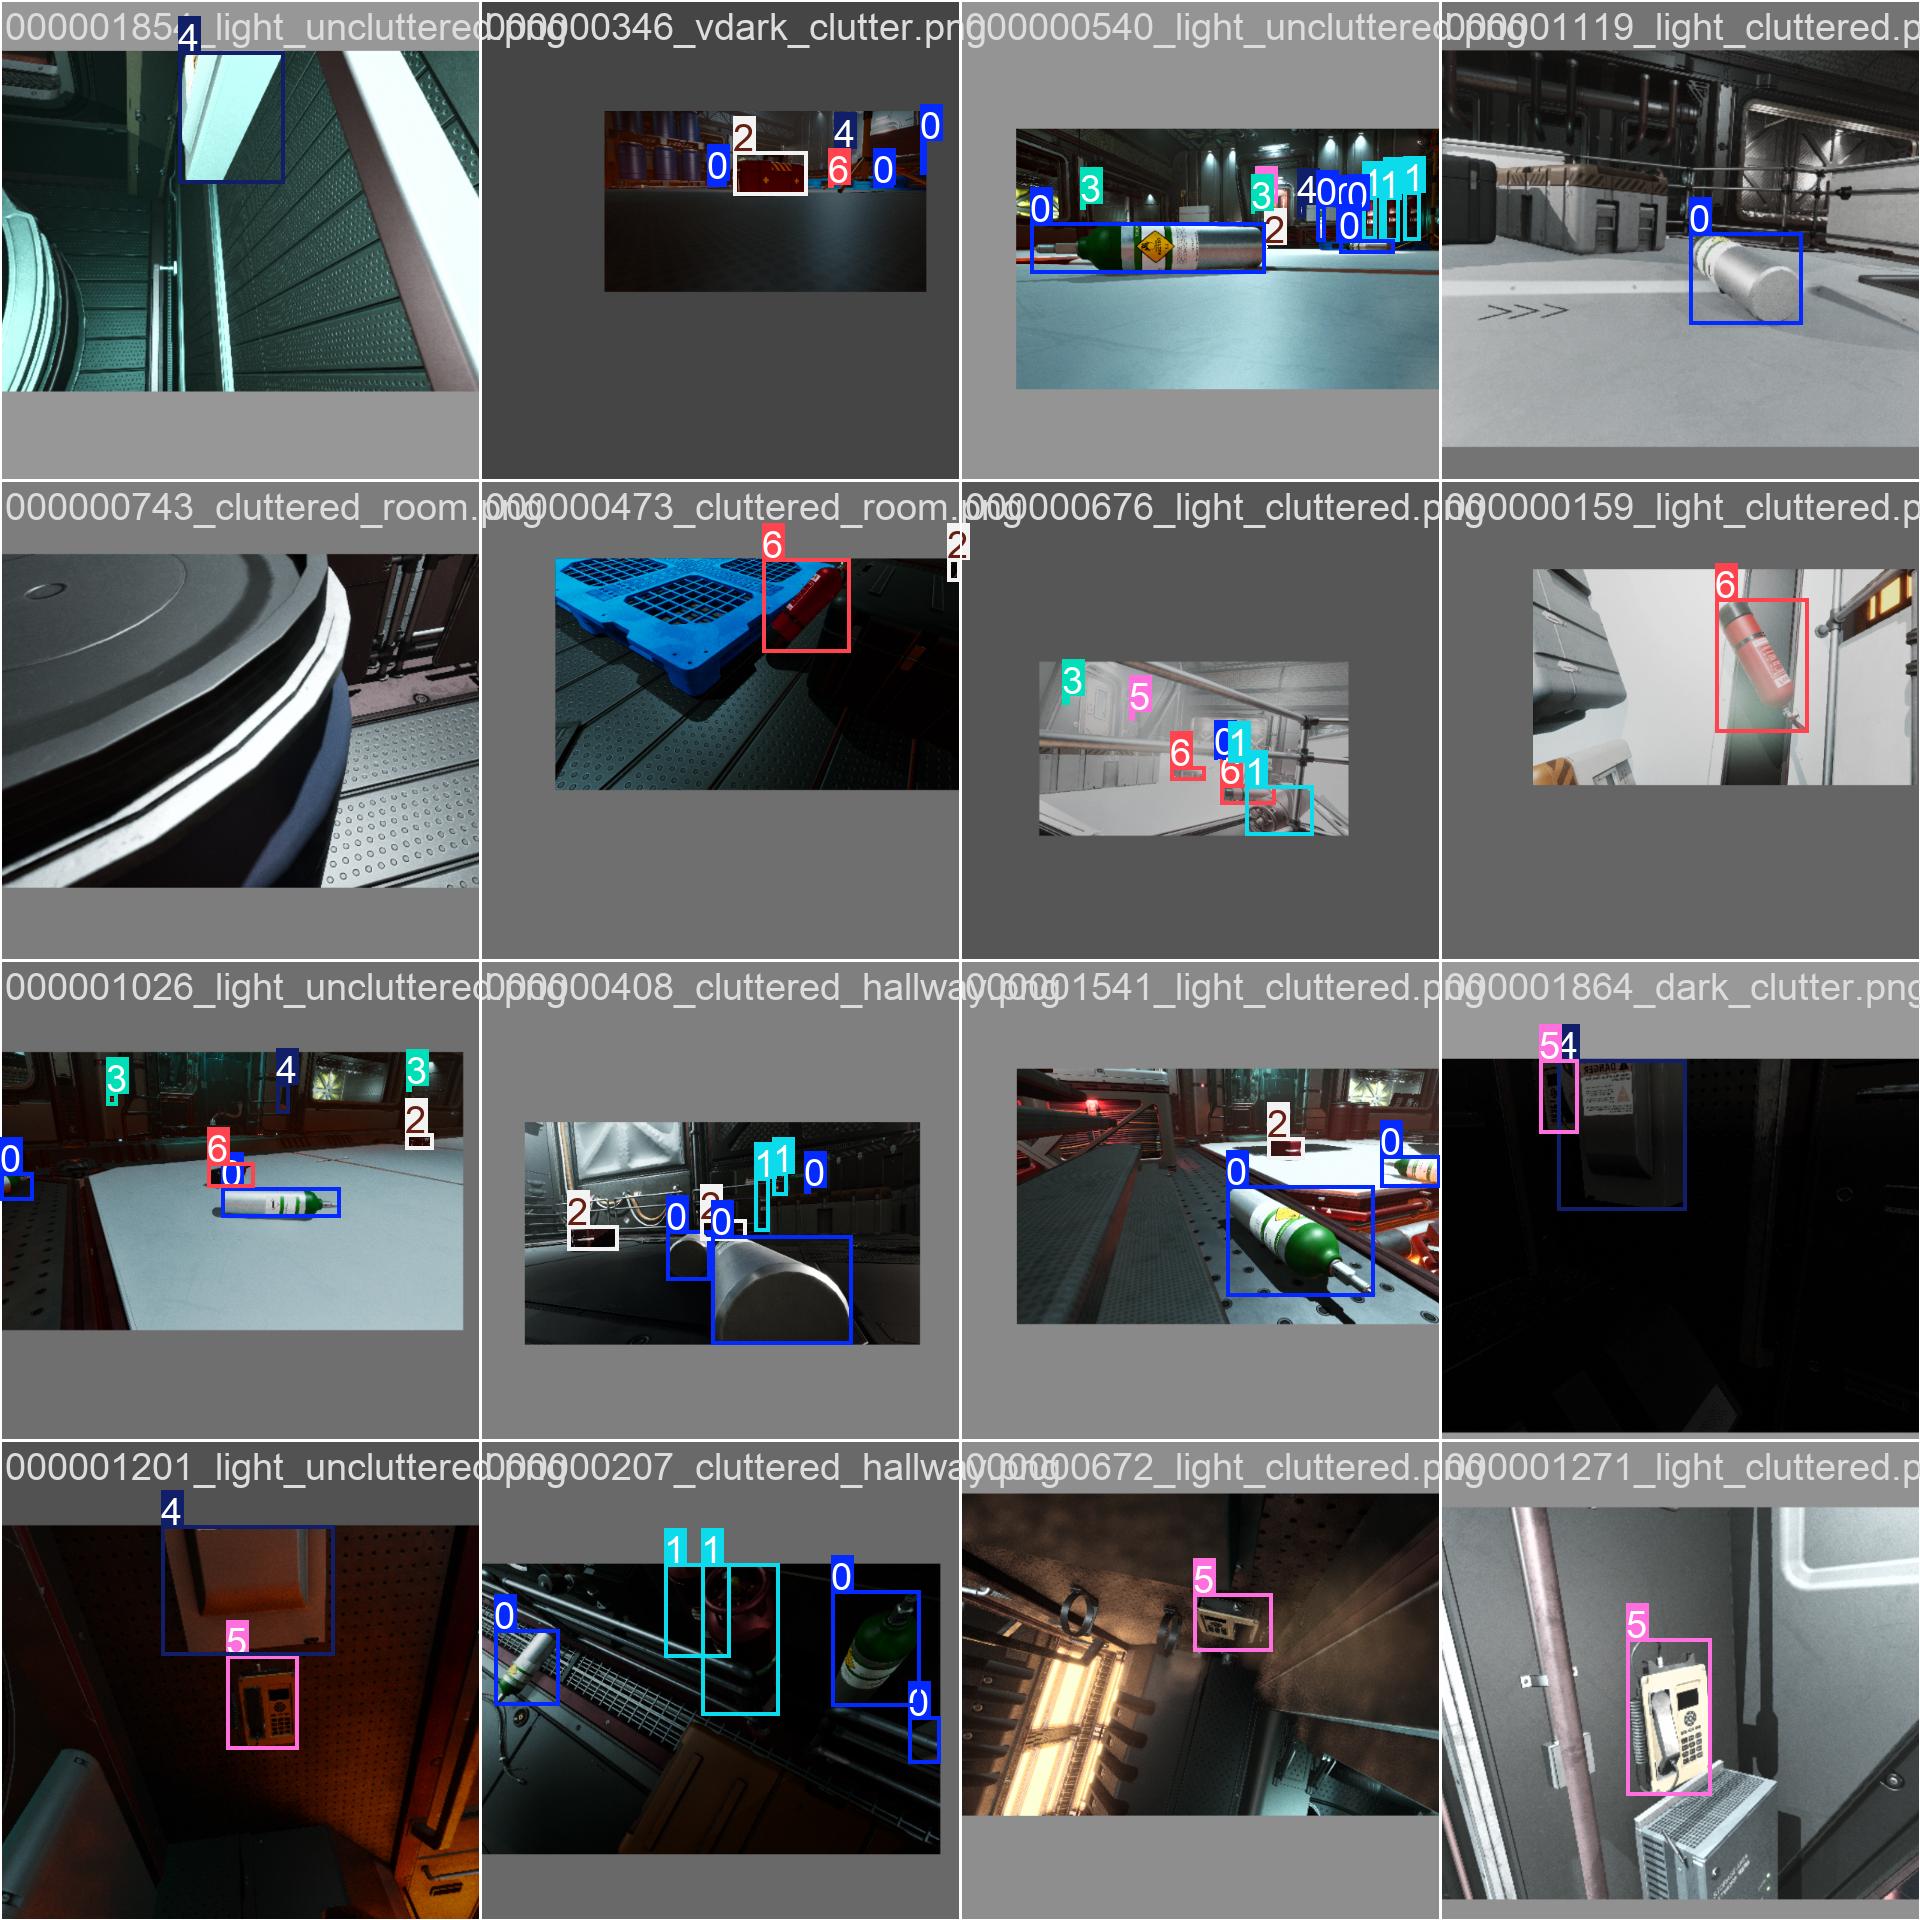 000001854_light_uncluttered.png
000000346_vdark_clutter.png
000000540_light_uncluttered.png
000001119_light_cluttered.p
4
2 4 0
0 6 0
3 3 4 0 0 1 1 1
0 2 0
0
000000743_cluttered_room.png
000000473_cluttered_room.png
000000676_light_cluttered.png
000000159_light_cluttered.p
6 2
3 5
0 1
6 6 1
6
000001026_light_uncluttered.png
000000408_cluttered_hallway.png
000001541_light_cluttered.png
000001864_dark_clutter.png
3 4 3
2
0 6 0
1 1 0
2 0 2 0
2 0
0
5 4
DANGER
000001201_light_uncluttered.png
000000207_cluttered_hallway.png
000000672_light_cluttered.png
000001271_light_cluttered.p
4
5
1 1 0
0
0
5
5